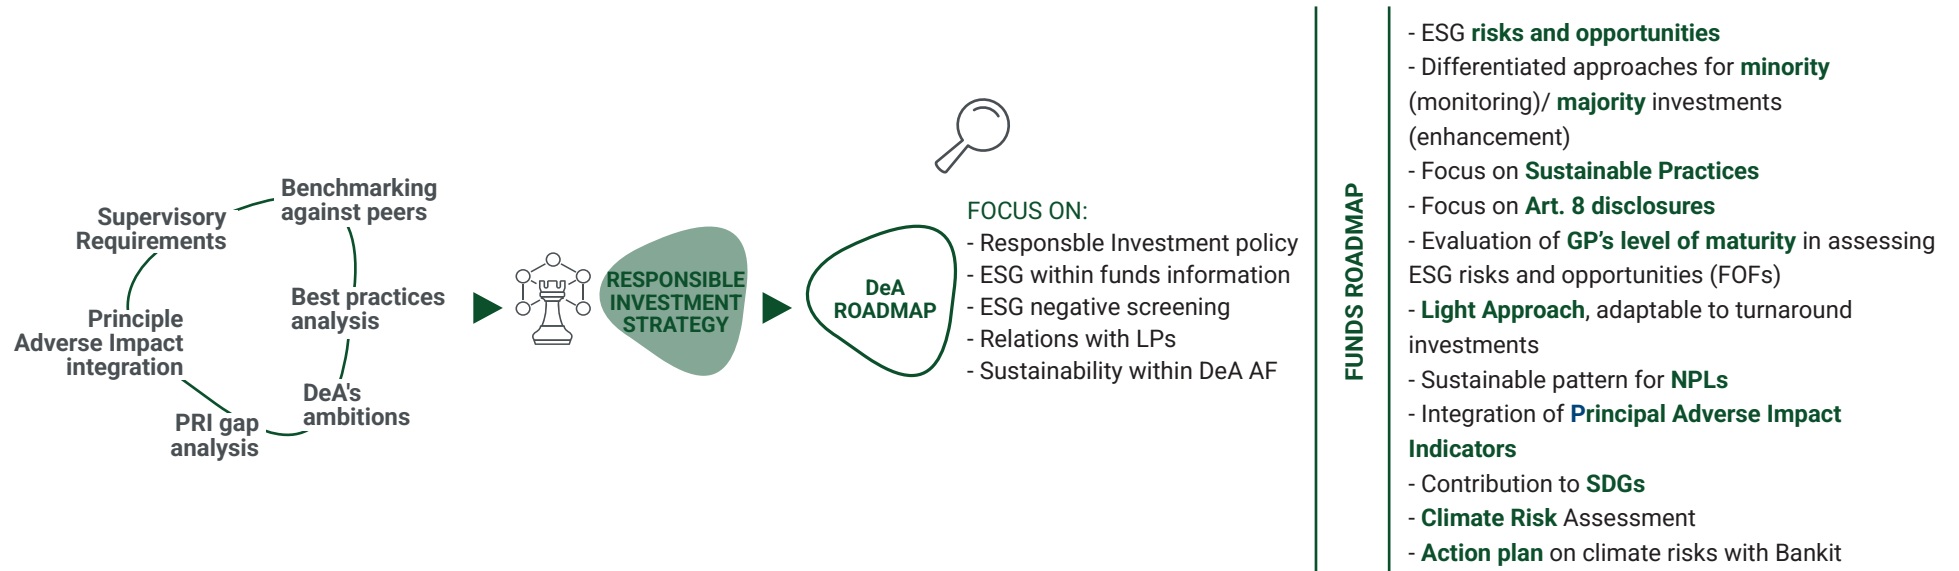 Benchmarking
against peers
Supervisory
Requirements
Best practices
analysis
Principle
Adverse Impact
integration
DeA's
ambitions
PRI gap
analysis
RESPONSIBLE
INVESTMENT
STRATEGY
DeA
ROADMAP
FOCUS ON:
- Responsble Investment policy
- ESG within funds information
- ESG negative screening
- Relations with LPs
- Sustainability within DeA AF
FUNDS ROADMAP
- ESG risks and opportunities
- Differentiated approaches for minority
(monitoring)/ majority investments
(enhancement)
- Focus on Sustainable Practices
- Focus on Art. 8 disclosures
- Evaluation of GP’s level of maturity in assessing
ESG risks and opportunities (FOFs)
- Light Approach, adaptable to turnaround
investments
- Sustainable pattern for NPLs
- Integration of Principal Adverse Impact
Indicators
- Contribution to SDGs
- Climate Risk Assessment
- Action plan on climate risks with Bankit